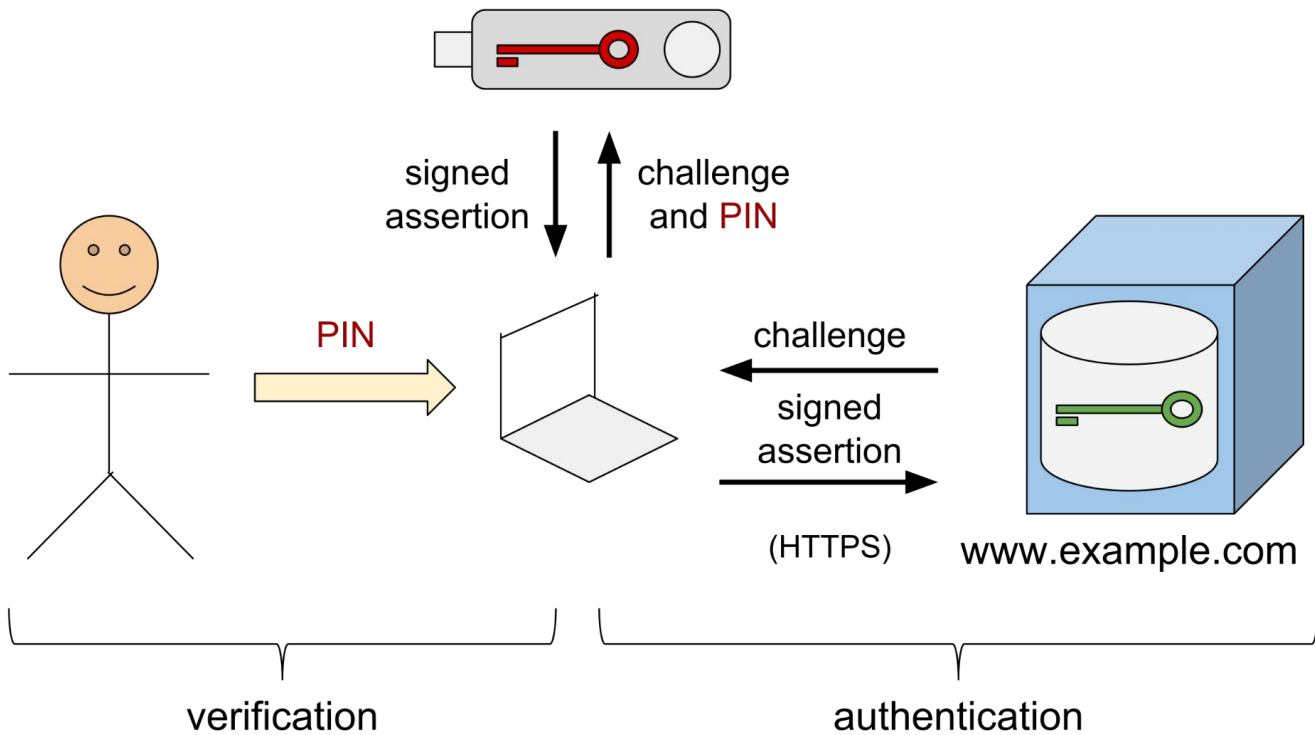 signed
assertion
challenge
and PIN
PIN
challenge
signed
assertion
(HTTPS)
www.example.com
verification
authentication